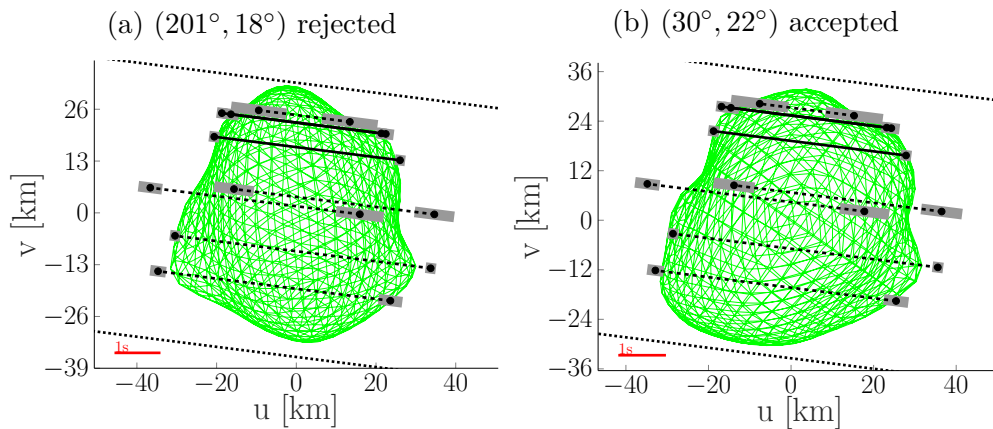 (a) (201°, 18°) rejected
(b) (30°, 22°) accepted
26
13
0
−13
−26
−39
v [km]
1s
−40
−20
0
20
40
u [km]
36
24
12
0
−12
−24
−36
v [km]
1s
−40
−20
0
20
40
u [km]